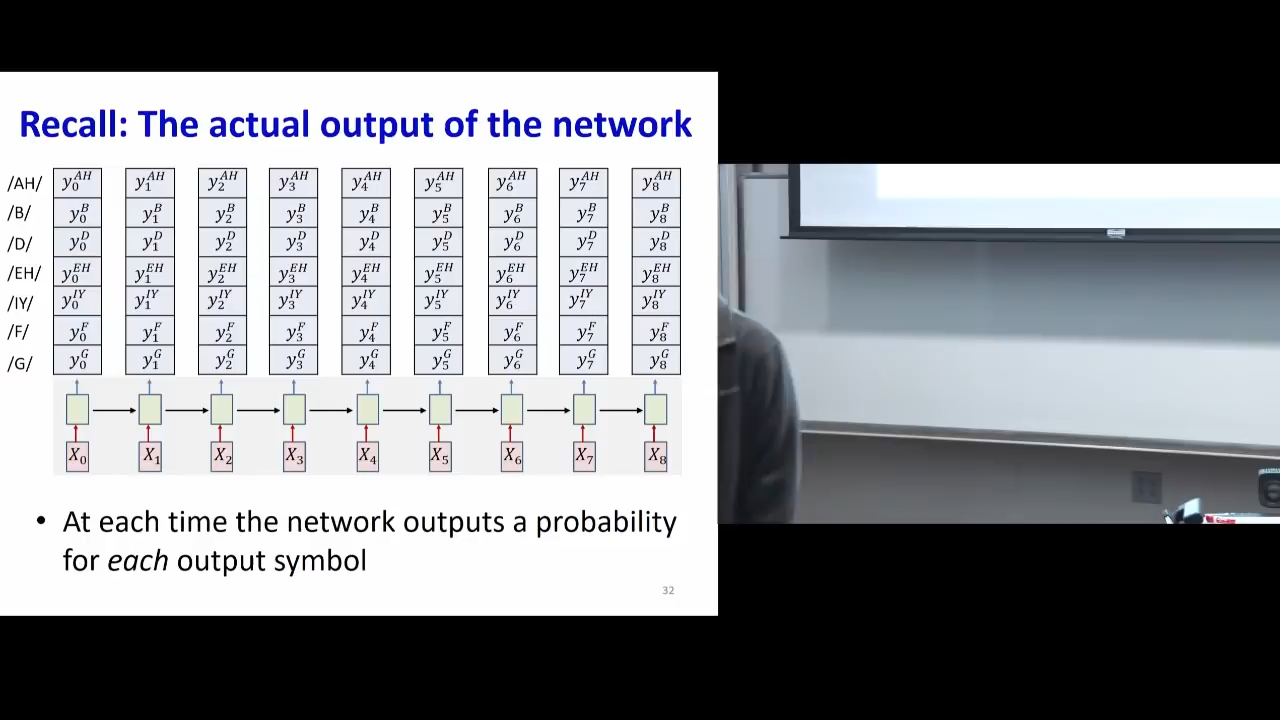 Recall: The actual output of the network
/AH/ y_0^{AH} y_1^{AH} y_2^{AH} y_3^{AH} y_4^{AH} y_5^{AH} y_6^{AH} y_7^{AH} y_8^{AH}
/B/ y_0^B y_1^B y_2^B y_3^B y_4^B y_5^B y_6^B y_7^B y_8^B
/D/ y_0^D y_1^D y_2^D y_3^D y_4^D y_5^D y_6^D y_7^D y_8^D
/EH/ y_0^{EH} y_1^{EH} y_2^{EH} y_3^{EH} y_4^{EH} y_5^{EH} y_6^{EH} y_7^{EH} y_8^{EH}
/IY/ y_0^{IY} y_1^{IY} y_2^{IY} y_3^{IY} y_4^{IY} y_5^{IY} y_6^{IY} y_7^{IY} y_8^{IY}
/F/ y_0^F y_1^F y_2^F y_3^F y_4^F y_5^F y_6^F y_7^F y_8^F
/G/ y_0^G y_1^G y_2^G y_3^G y_4^G y_5^G y_6^G y_7^G y_8^G
X_0 X_1 X_2 X_3 X_4 X_5 X_6 X_7 X_8
• At each time the network outputs a probability
for each output symbol
32